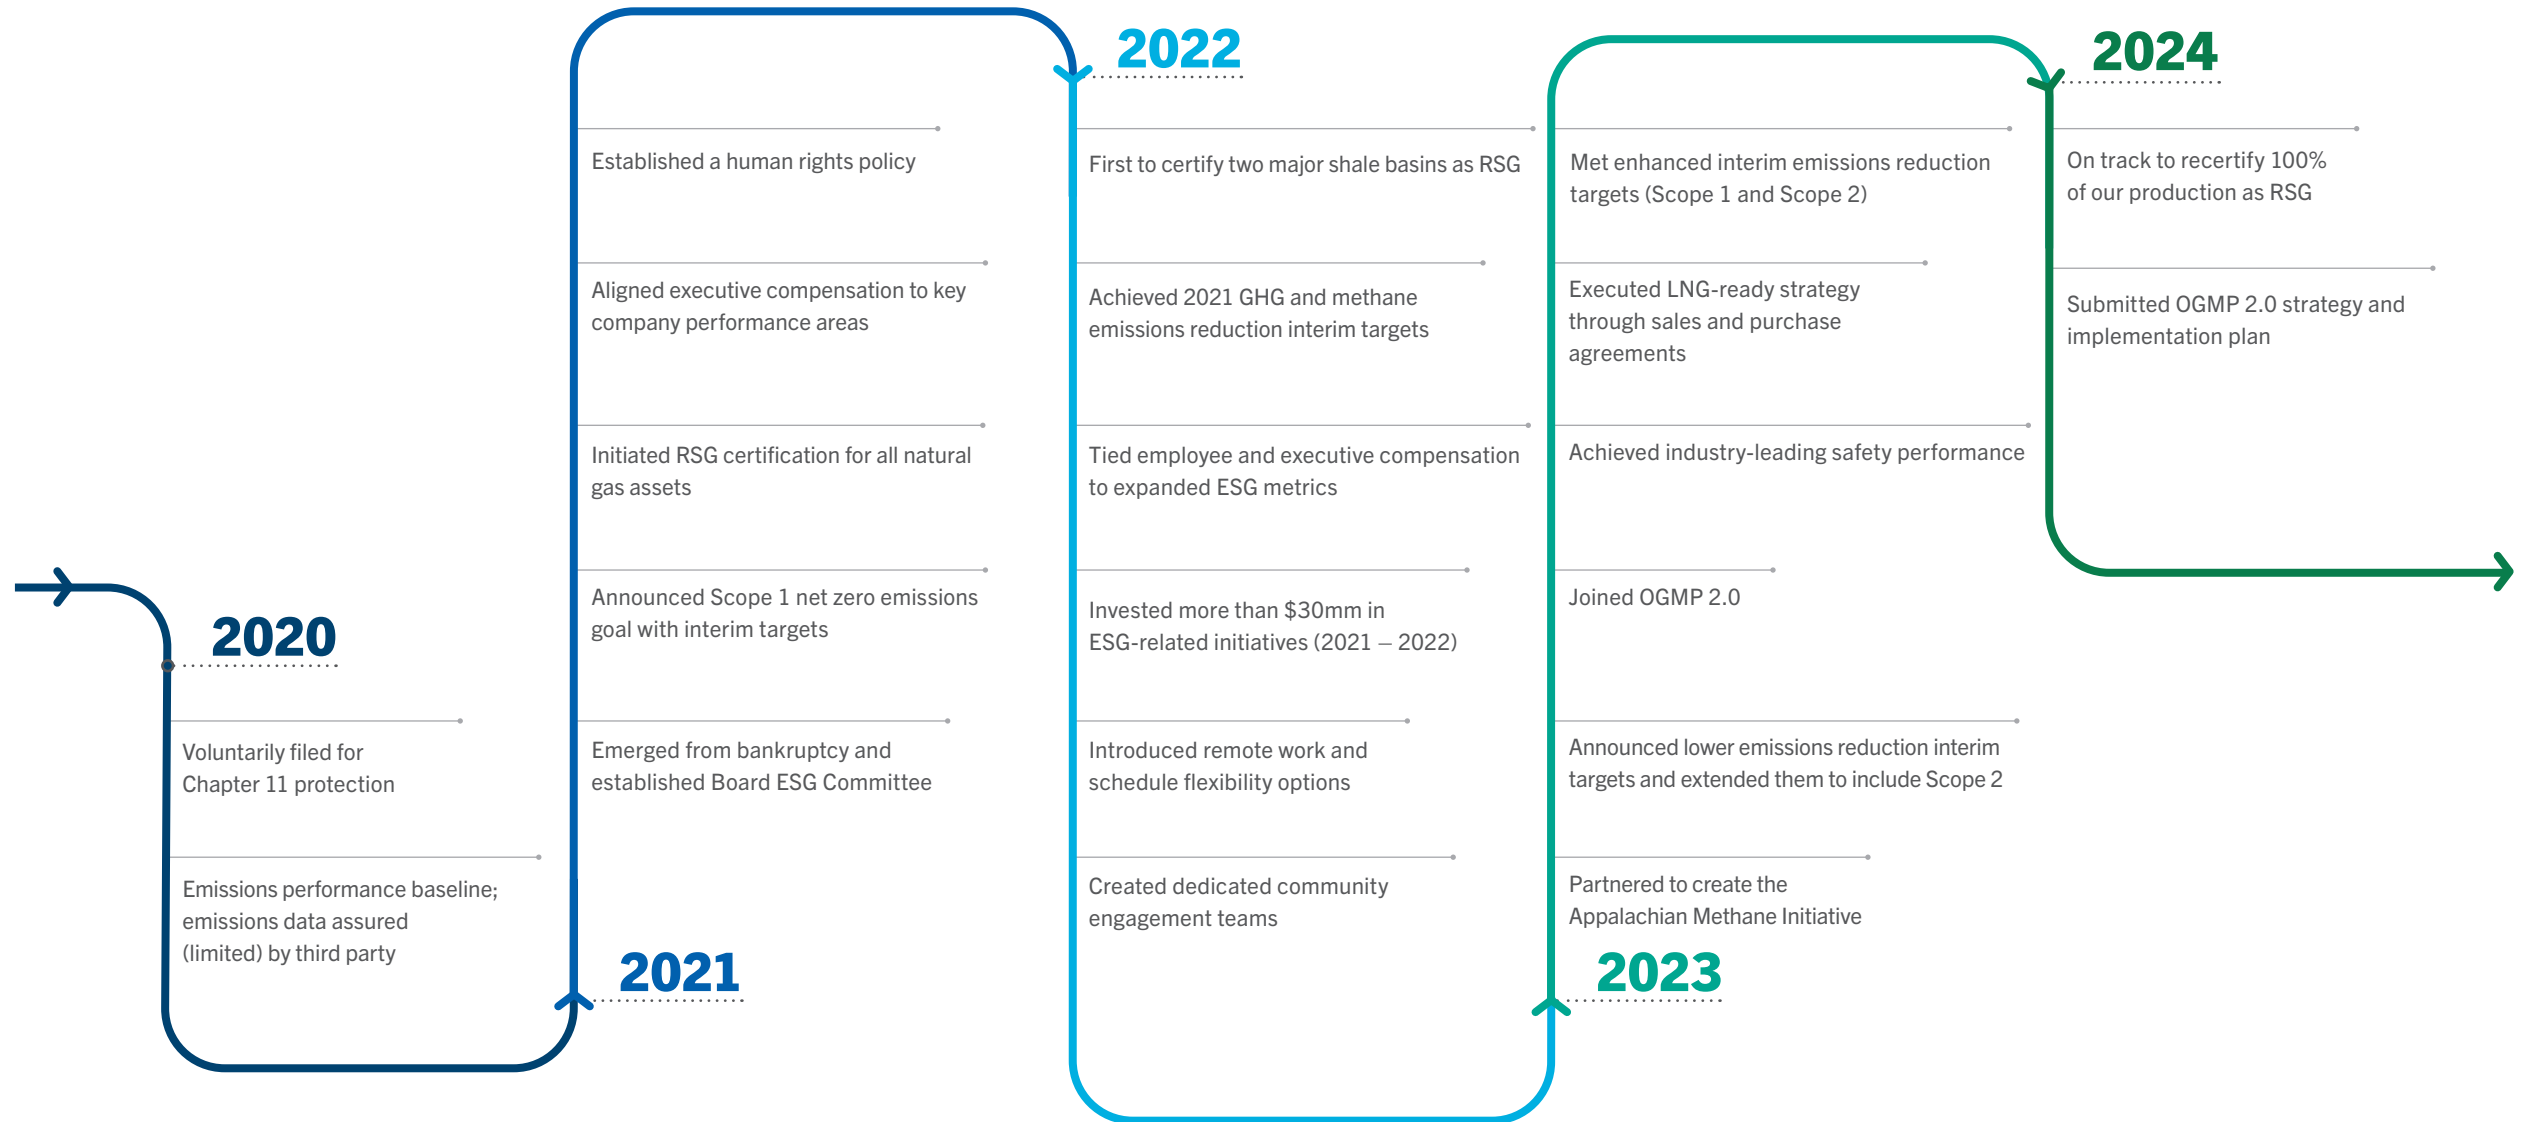 2020
Voluntarily filed for
Chapter 11 protection
Emissions performance baseline;
emissions data assured
(limited) by third party
Established a human rights policy
Aligned executive compensation to key
company performance areas
Initiated RSG certification for all natural
gas assets
Announced Scope 1 net zero emissions
goal with interim targets
Emerged from bankruptcy and
established Board ESG Committee
2021
2022
First to certify two major shale basins as RSG
Achieved 2021 GHG and methane
emissions reduction interim targets
Tied employee and executive compensation
to expanded ESG metrics
Invested more than $30mm in
ESG-related initiatives (2021 – 2022)
Introduced remote work and
schedule flexibility options
Created dedicated community
engagement teams
Met enhanced interim emissions reduction
targets (Scope 1 and Scope 2)
Executed LNG-ready strategy
through sales and purchase
agreements
Achieved industry-leading safety performance
Joined OGMP 2.0
Announced lower emissions reduction interim
targets and extended them to include Scope 2
Partnered to create the
Appalachian Methane Initiative
2023
2024
On track to recertify 100%
of our production as RSG
Submitted OGMP 2.0 strategy and
implementation plan